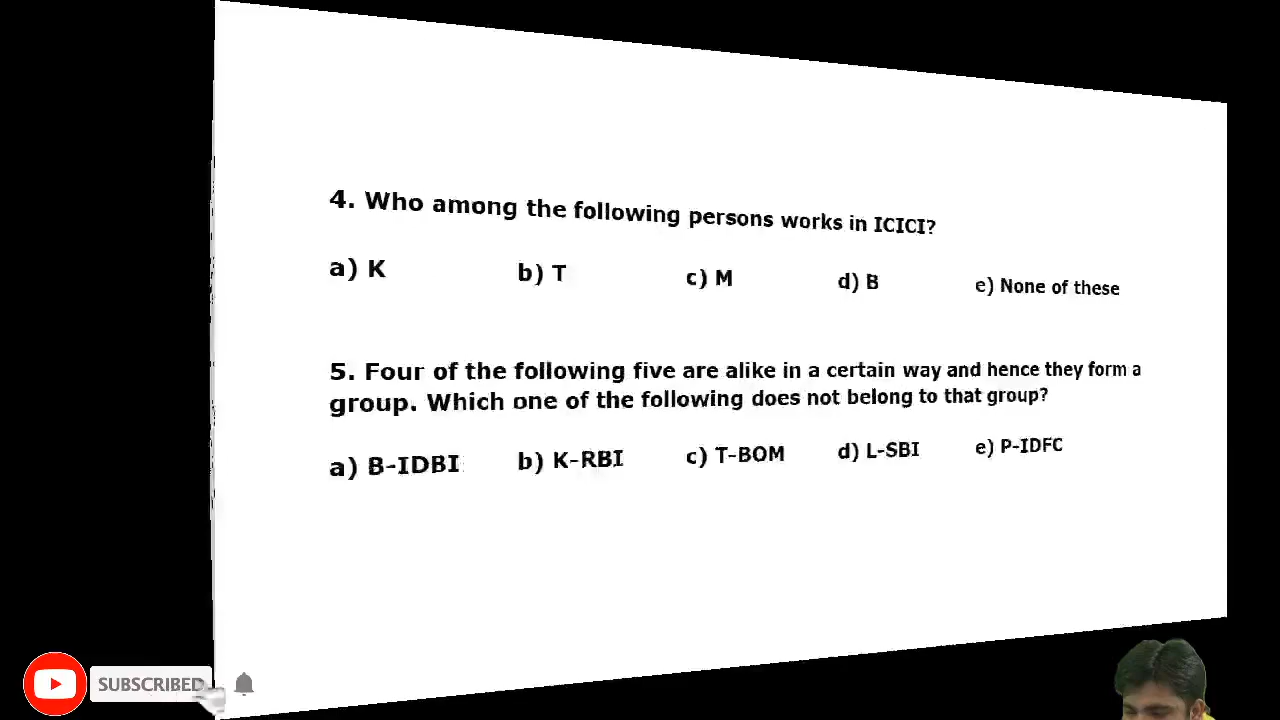 4. Who among the following persons works in ICICI?
a) K b) T c) M d) B e) None of these
5. Four of the following five are alike in a certain way and hence they form a
group. Which one of the following does not belong to that group?
a) B-IDBI b) K-RBI c) T-BOM d) L-SBI e) P-IDFC
SUBSCRIBED